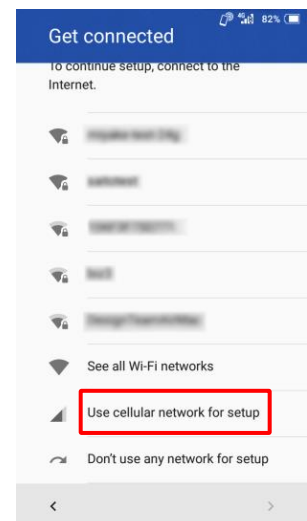 4G 82%
Get connected
To continue setup, connect to the
Internet.
See all Wi-Fi networks
Use cellular network for setup
Don't use any network for setup